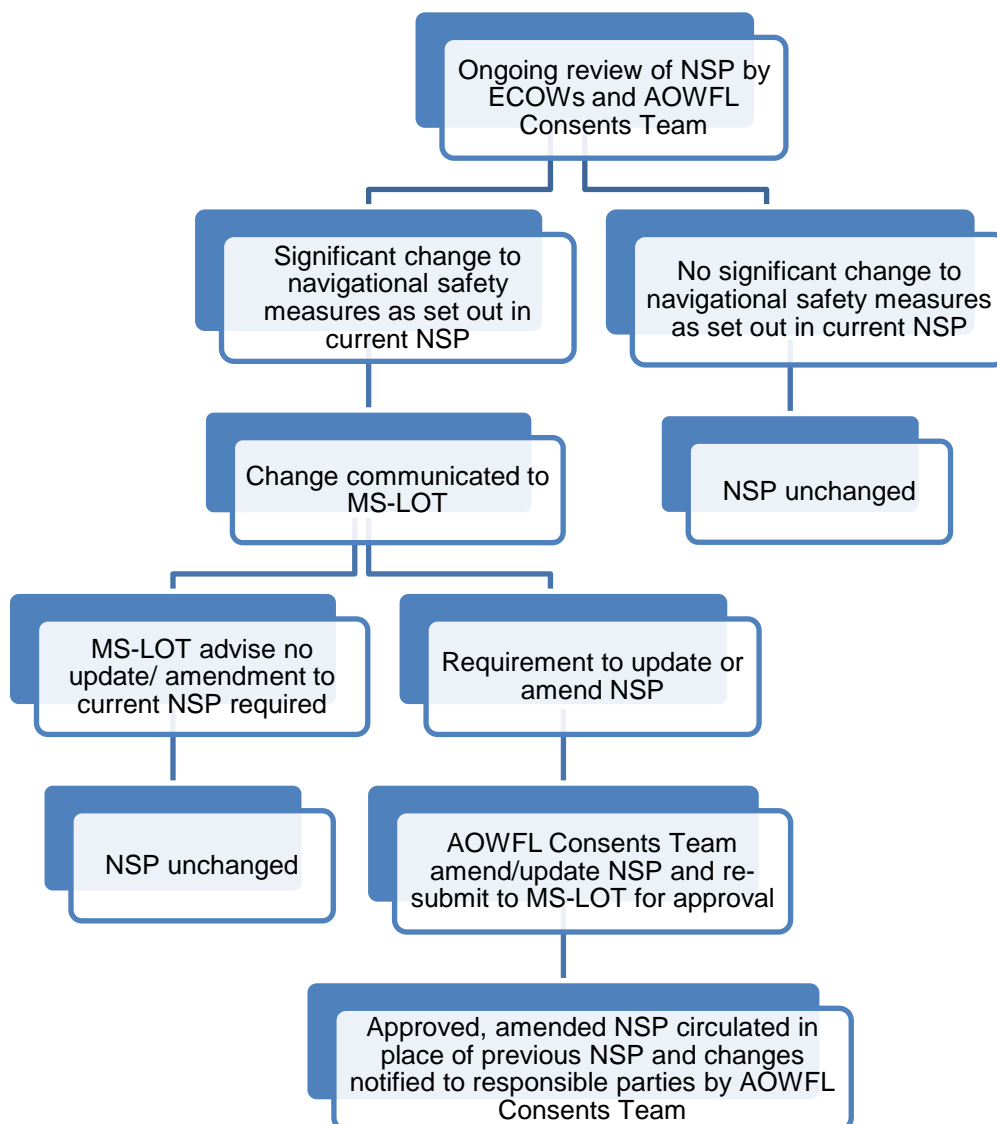 Ongoing review of NSP by
ECOWs and AOWFL
Consents Team
Significant change to
navigational safety
measures as set out in
current NSP
No significant change to
navigational safety measures
as set out in current NSP
Change communicated to
MS-LOT
NSP unchanged
MS-LOT advise no
update/ amendment to
current NSP required
Requirement to update or
amend NSP
NSP unchanged
AOWFL Consents Team
amend/update NSP and re-
submit to MS-LOT for approval
Approved, amended NSP circulated in
place of previous NSP and changes
notified to responsible parties by AOWFL
Consents Team